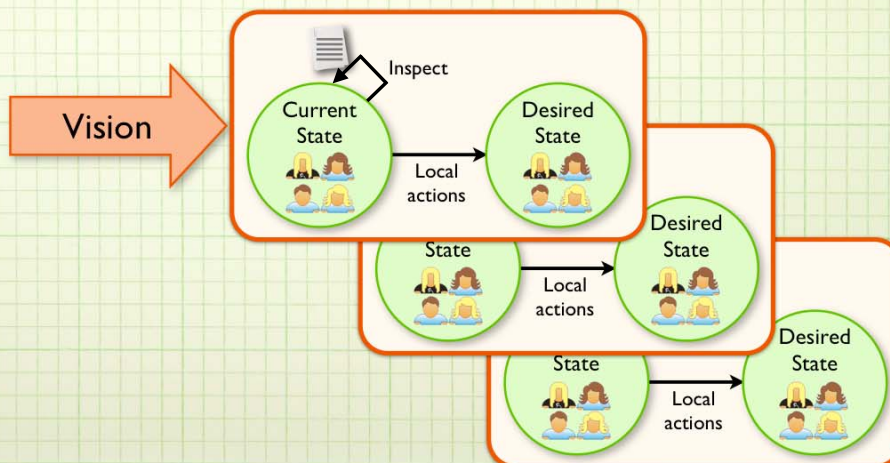 Vision
Inspect
Current
State
Desired
State
Local
actions
State
Desired
State
Local
actions
State
Desired
State
Local
actions